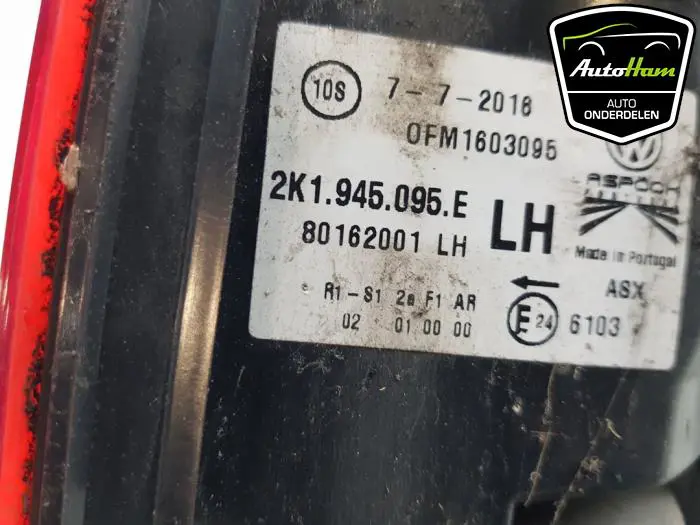 AutoHam
AUTO
ONDERDELEN
10S 7-7-2018
OFM1603095
2K1.945.095.E
80162001 LH
LH
ASPÖCK
Made in Portugal
R1-S1 2a F1 AR
02 01 00 00
ASX
E 24 6103